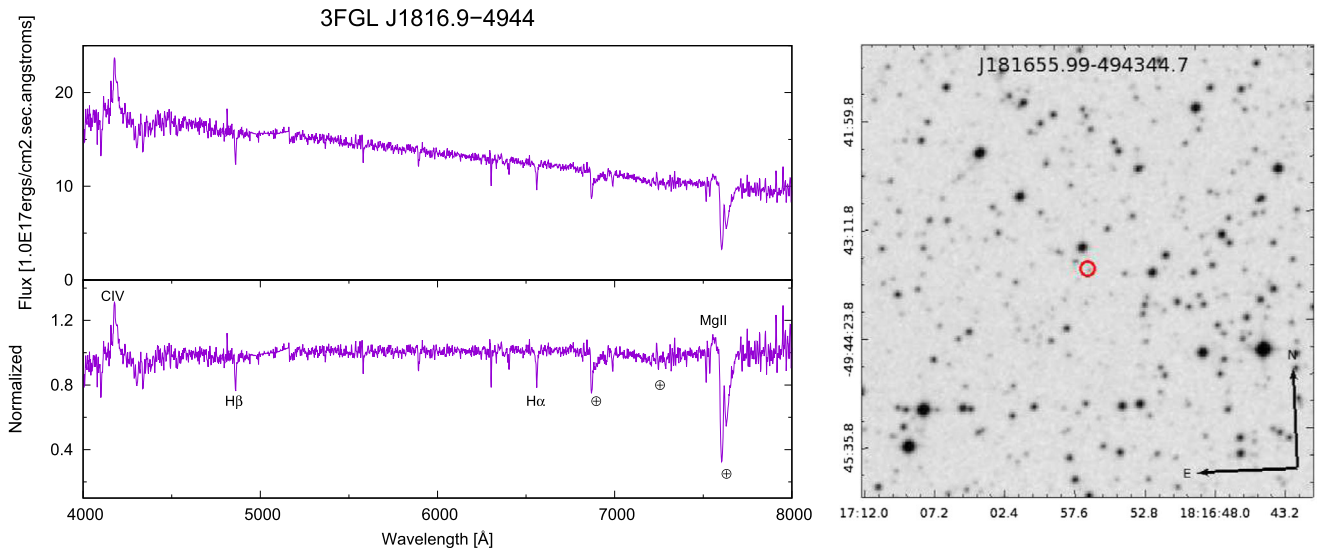 3FGL J1816.9−4944
Flux [1.0E17ergs/cm2.sec.angstroms]
20
10
0
CIV
MgII
Hβ
Hα
⊕
⊕
⊕
Normalized
1.2
0.8
0.4
4000
5000
6000
7000
8000
Wavelength [Å]
J181655.99-494344.7
41:59.8
43:11.8
-49:44:23.8
45:35.8
N
E
17:12.0
07.2
02.4
57.6
52.8
18:16:48.0
43.2